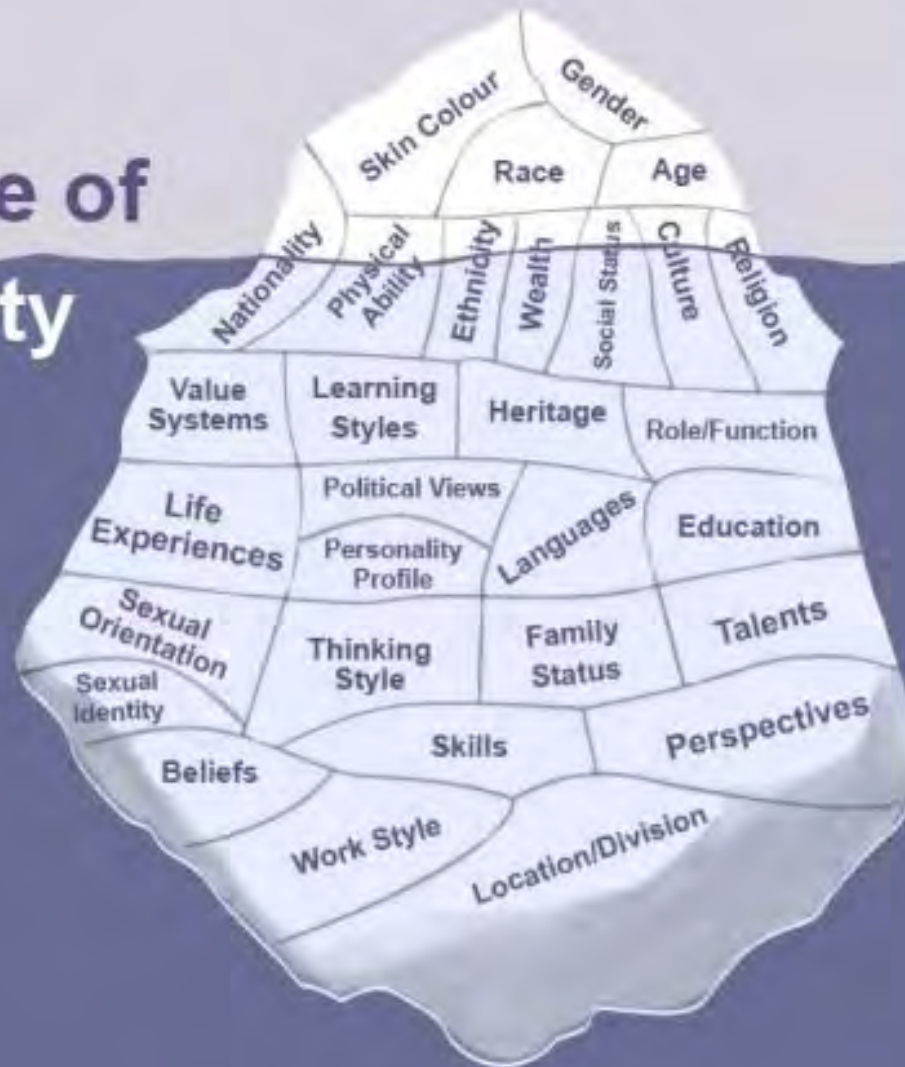 e of
ty
Skin Colour
Gender
Race
Age
Nationality
Physical
Ability
Ethnicity
Wealth
Social Status
Culture
Religion
Value
Systems
Learning
Styles
Heritage
Role/Function
Life
Experiences
Political Views
Personality
Profile
Languages
Education
Sexual
Orientation
Sexual
Identity
Thinking
Style
Family
Status
Talents
Beliefs
Skills
Perspectives
Work Style
Location/Division